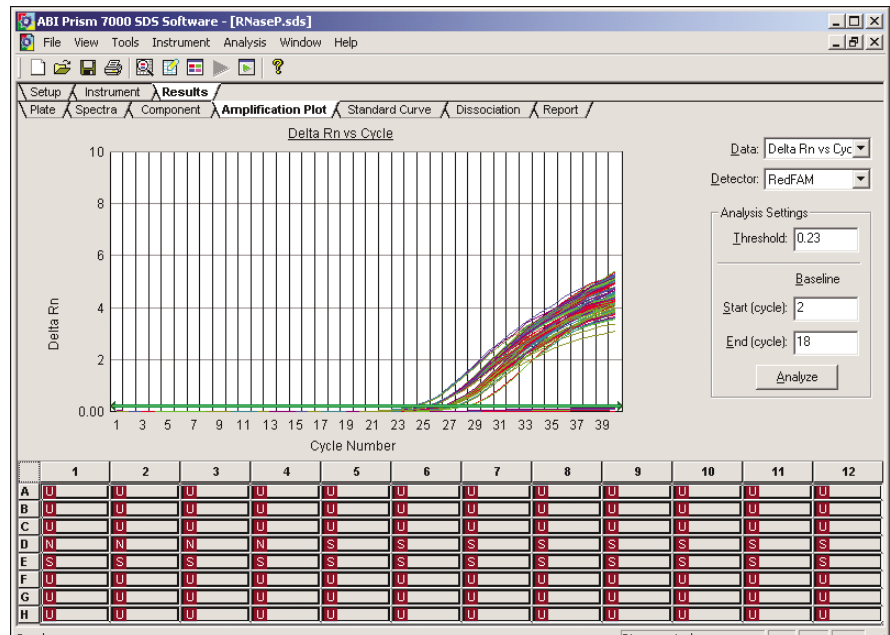 ABI Prism 7000 SDS Software - [RNaseP.sds]
File View Tools Instrument Analysis Window Help
Setup Instrument Results
Plate Spectra Component Amplification Plot Standard Curve Dissociation Report
Delta Rn vs Cycle
Data: Delta Rn vs Cyc
Detector: RedFAM
Analysis Settings
Threshold: 0.23
Baseline
Start (cycle): 2
End (cycle): 18
Analyze
10
8
6
4
2
0.00
Delta Rn
1 3 5 7 9 11 13 15 17 19 21 23 25 27 29 31 33 35 37 39
Cycle Number
1 2 3 4 5 6 7 8 9 10 11 12
A U U U U U U U U U U U U
B U U U U U U U U U U U U
C U U U U U U U U U U U U
D N N N N S S S S S S S S
E S S S S S S S S S S S S
F U U U U U U U U U U U U
G U U U U U U U U U U U U
H U U U U U U U U U U U U